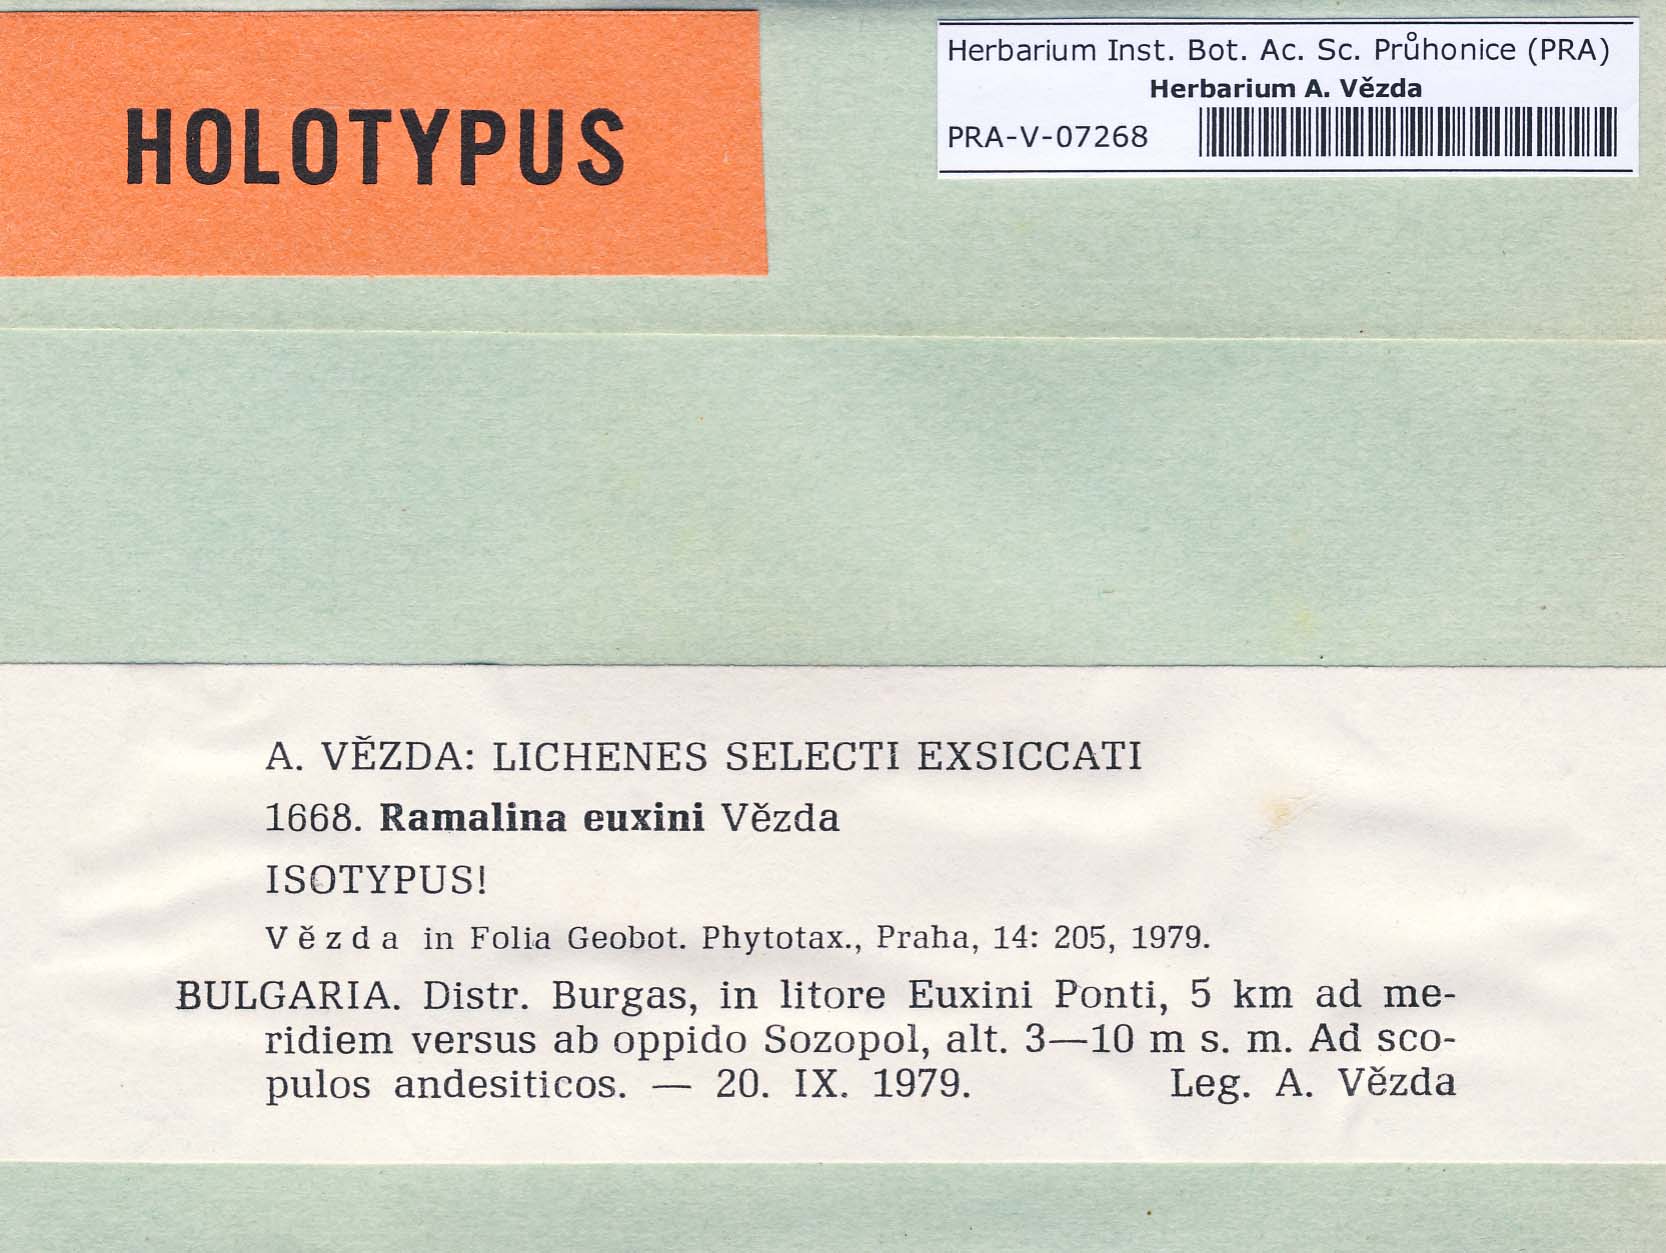 HOLOTYPUS
Herbarium Inst. Bot. Ac. Sc. Průhonice (PRA)
Herbarium A. Vězda
PRA-V-07268
A. VĚZDA: LICHENES SELECTI EXSICCATI
1668. Ramalina euxini Vězda
ISOTYPUS!
Vězda in Folia Geobot. Phytotax., Praha, 14: 205, 1979.
BULGARIA. Distr. Burgas, in litore Euxini Ponti, 5 km ad me-
ridiem versus ab oppido Sozopol, alt. 3—10 m s. m. Ad sco-
pulos andesiticos. — 20. IX. 1979. Leg. A. Vězda